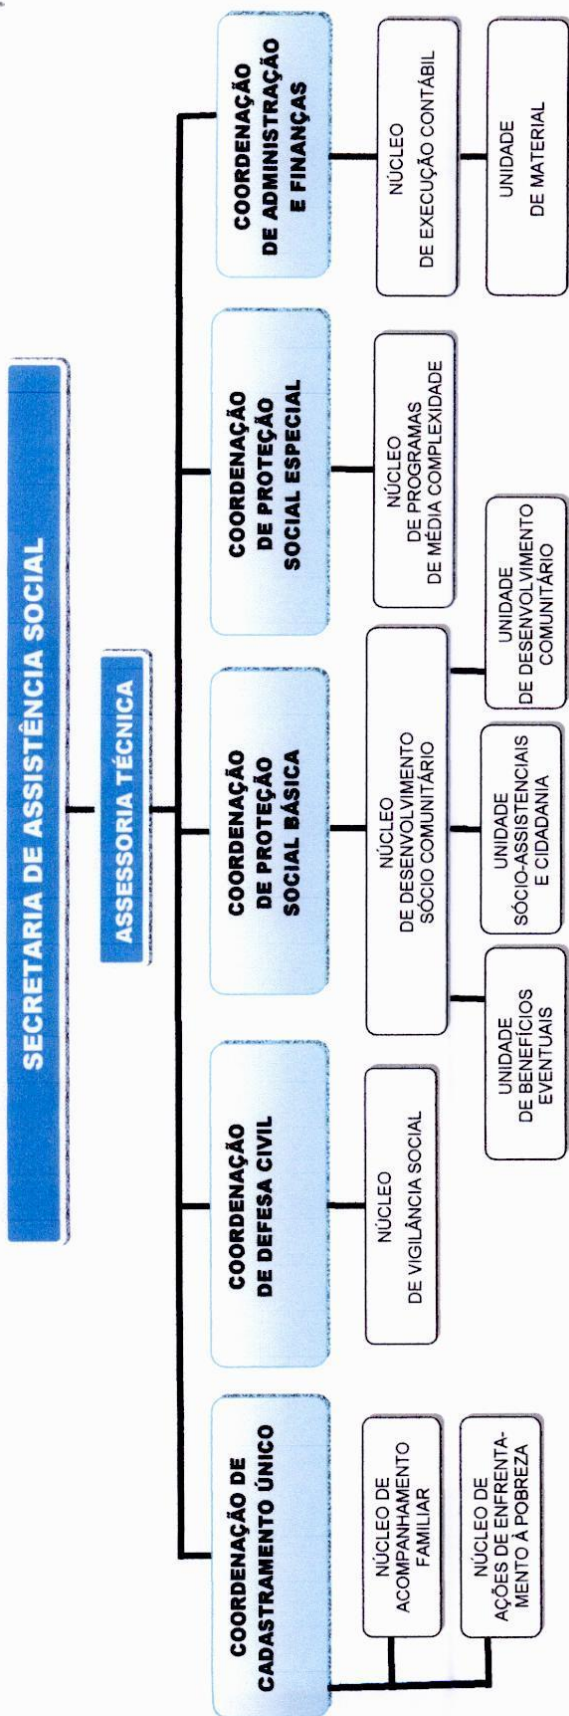 SECRETARIA DE ASSISTÊNCIA SOCIAL
ASSESSORIA TÉCNICA
COORDENAÇÃO DE
CADASTRAMENTO ÚNICO
NÚCLEO DE
ACOMPANHAMENTO
FAMILIAR
NÚCLEO DE
AÇÕES DE ENFRENTA-
MENTO À POBREZA
COORDENAÇÃO
DE DEFESA CIVIL
NÚCLEO
DE VIGILÂNCIA SOCIAL
COORDENAÇÃO
DE PROTEÇÃO
SOCIAL BÁSICA
NÚCLEO
DE DESENVOLVIMENTO
SÓCIO COMUNITÁRIO
UNIDADE
DE BENEFÍCIOS
EVENTUAIS
UNIDADE
SÓCIO-ASSISTENCIAIS
E CIDADANIA
UNIDADE
DE DESENVOLVIMENTO
COMUNITÁRIO
COORDENAÇÃO
DE PROTEÇÃO
SOCIAL ESPECIAL
NÚCLEO
DE PROGRAMAS
DE MÉDIA COMPLEXIDADE
COORDENAÇÃO
DE ADMINISTRAÇÃO
E FINANÇAS
NÚCLEO
DE EXECUÇÃO CONTÁBIL
UNIDADE
DE MATERIAL